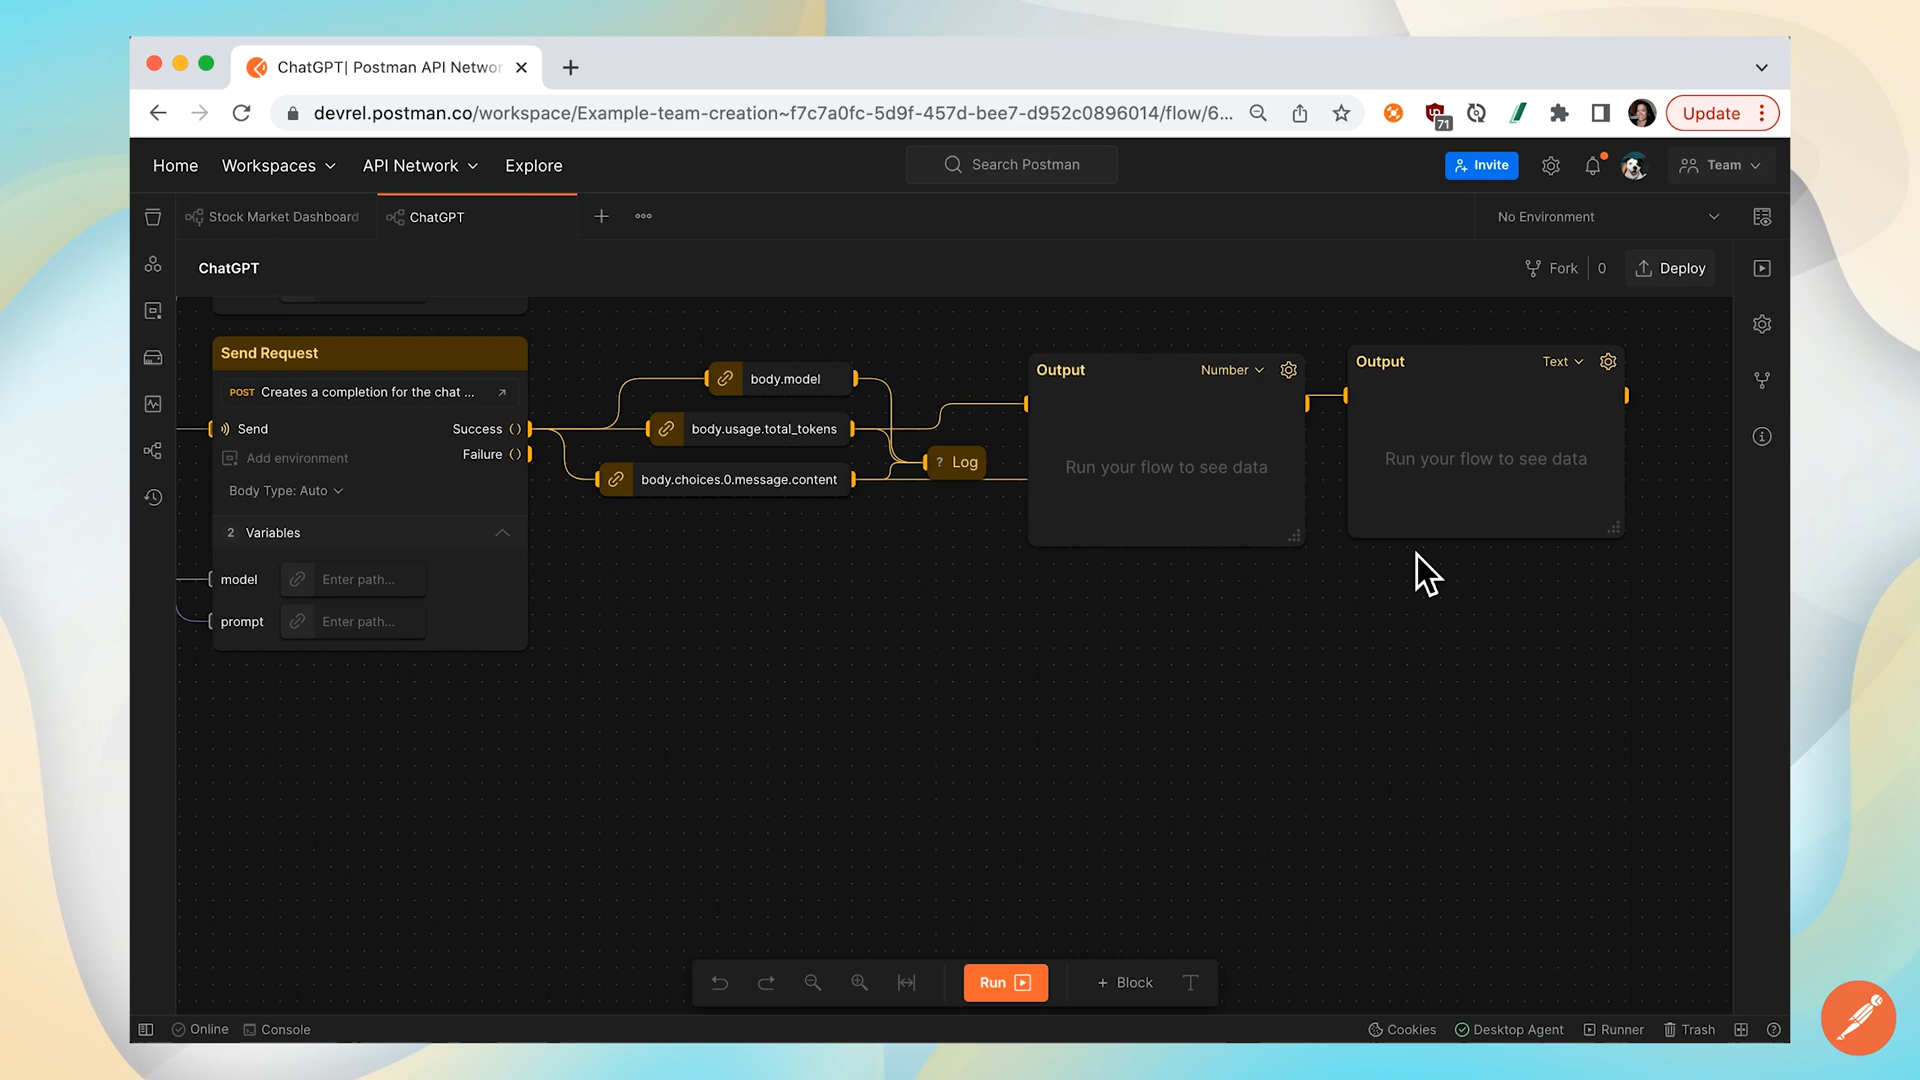 ChatGPT| Postman API Networ
devrel.postman.co/workspace/Example-team-creation~f7c7a0fc-5d9f-457d-bee7-d952c0896014/flow/6...
71
Update
Home
Workspaces
API Network
Explore
Search Postman
Invite
Team
Stock Market Dashboard
ChatGPT
No Environment
ChatGPT
Fork
0
Deploy
Send Request
POST Creates a completion for the chat ...
Send
Success ()
Add environment
Failure ()
Body Type: Auto
2 Variables
model
Enter path...
prompt
Enter path...
body.model
body.usage.total_tokens
body.choices.0.message.content
? Log
Output
Number
Run your flow to see data
Output
Text
Run your flow to see data
Run
+ Block
Online
Console
Cookies
Desktop Agent
Runner
Trash